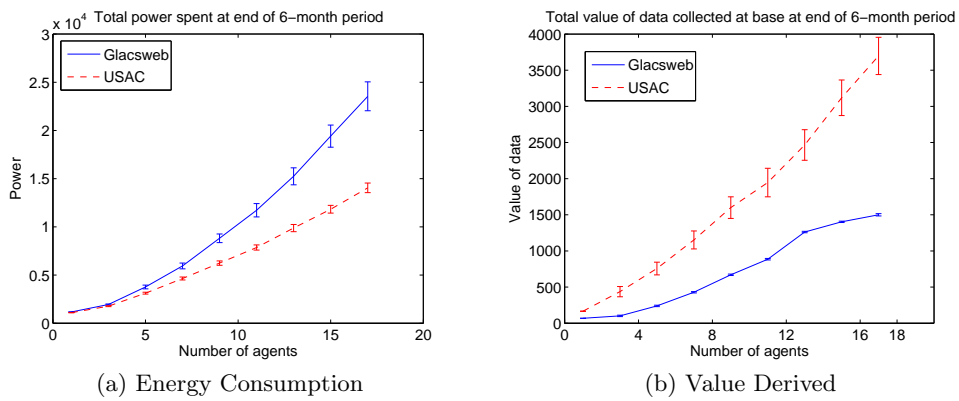 Total power spent at end of 6−month period
x 10^4
3
2.5
2
1.5
1
0.5
0
Power
Glacsweb
USAC
0 5 10 15 20
Number of agents
(a) Energy Consumption
Total value of data collected at base at end of 6−month period
4000
3500
3000
2500
2000
1500
1000
500
0
Value of data
Glacsweb
USAC
0 4 8 12 16 18
Number of agents
(b) Value Derived